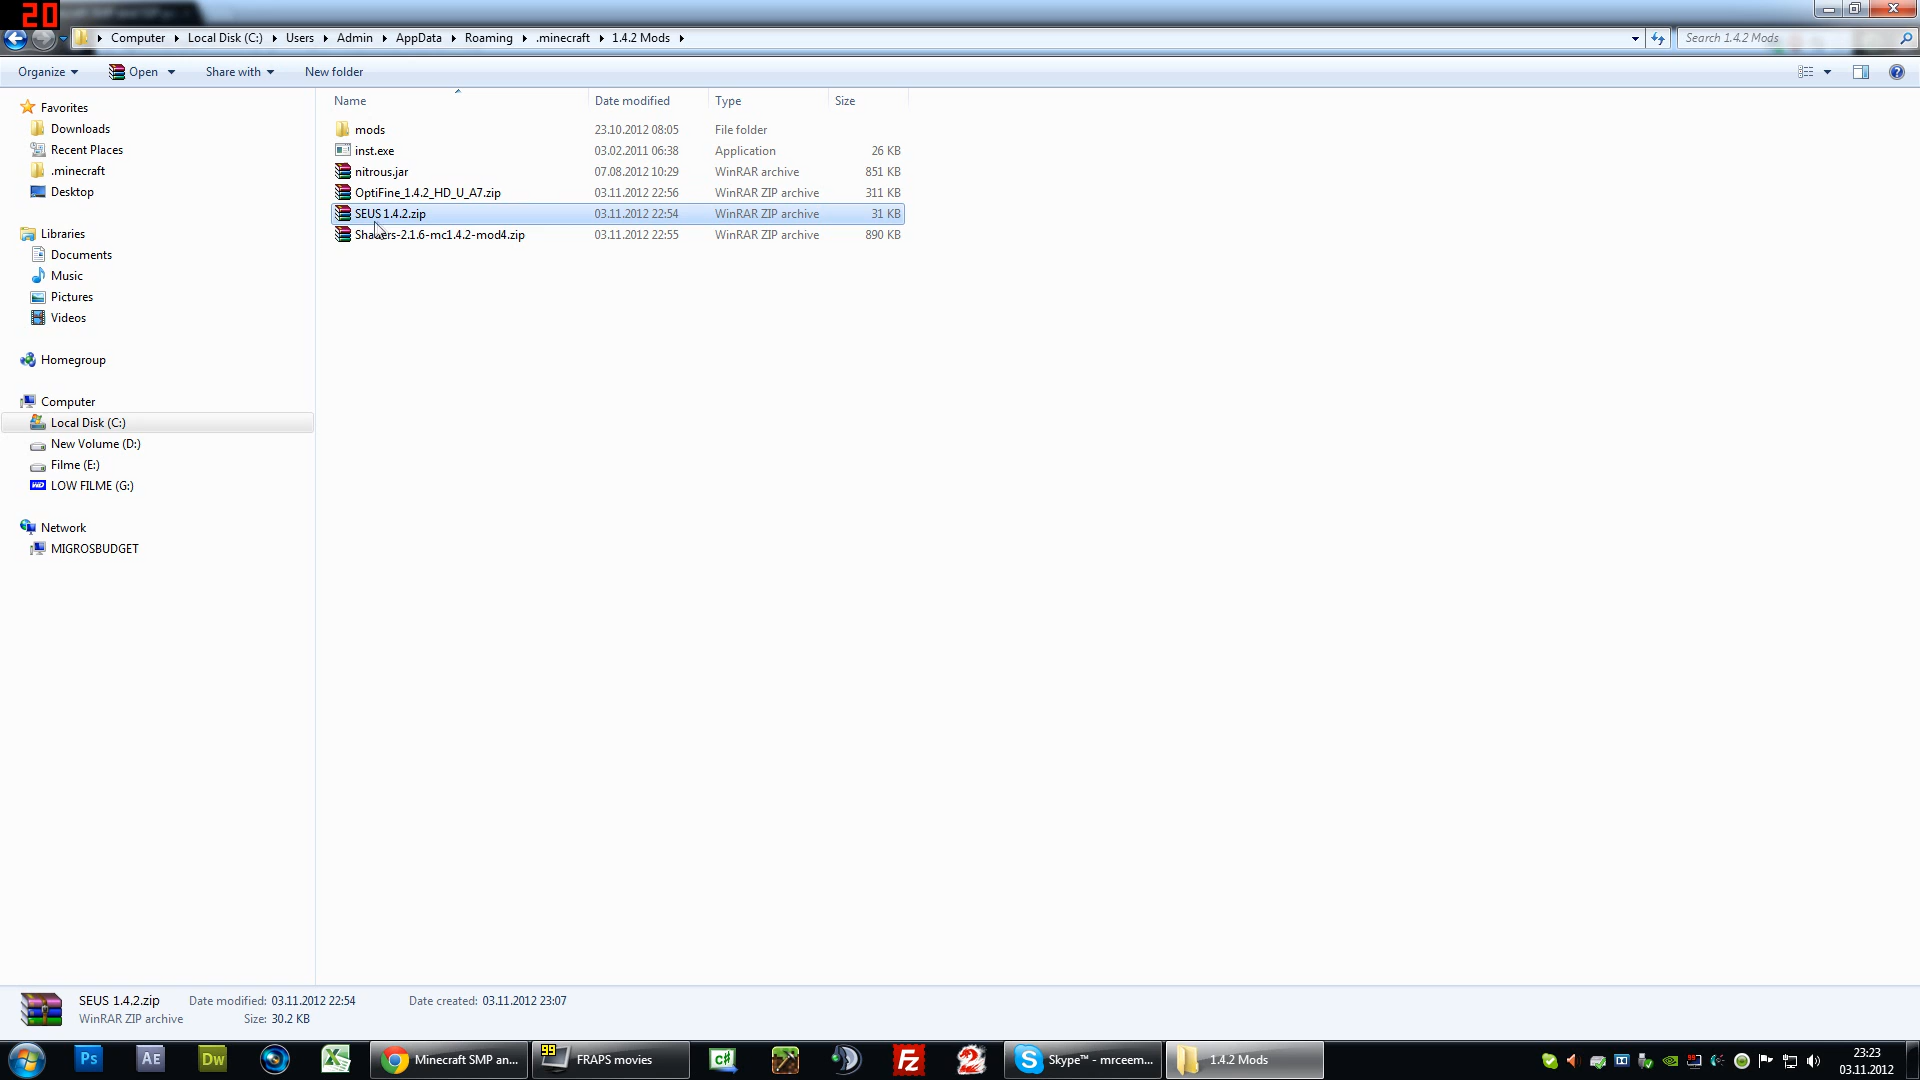 20
Computer Local Disk (C:) Users Admin AppData Roaming .minecraft 1.4.2 Mods
Search 1.4.2 Mods
Organize Open Share with New folder
Name Date modified Type Size
mods 23.10.2012 08:05 File folder
inst.exe 03.02.2011 06:38 Application 26 KB
nitrous.jar 07.08.2012 10:29 WinRAR archive 851 KB
OptiFine_1.4.2_HD_U_A7.zip 03.11.2012 22:56 WinRAR ZIP archive 311 KB
SEUS 1.4.2.zip 03.11.2012 22:54 WinRAR ZIP archive 31 KB
Shaders-2.1.6-mc1.4.2-mod4.zip 03.11.2012 22:55 WinRAR ZIP archive 890 KB
Favorites
Downloads
Recent Places
.minecraft
Desktop
Libraries
Documents
Music
Pictures
Videos
Homegroup
Computer
Local Disk (C:)
New Volume (D:)
Filme (E:)
WD LOW FILME (G:)
Network
MIGROSBUDGET
SEUS 1.4.2.zip Date modified: 03.11.2012 22:54 Date created: 03.11.2012 23:07
WinRAR ZIP archive Size: 30.2 KB
Ps
AE
Dw
Minecraft SMP an...
99 FRAPS movies
C#
Fz
2
S Skype™ - mrceem...
1.4.2 Mods
23:23
03.11.2012